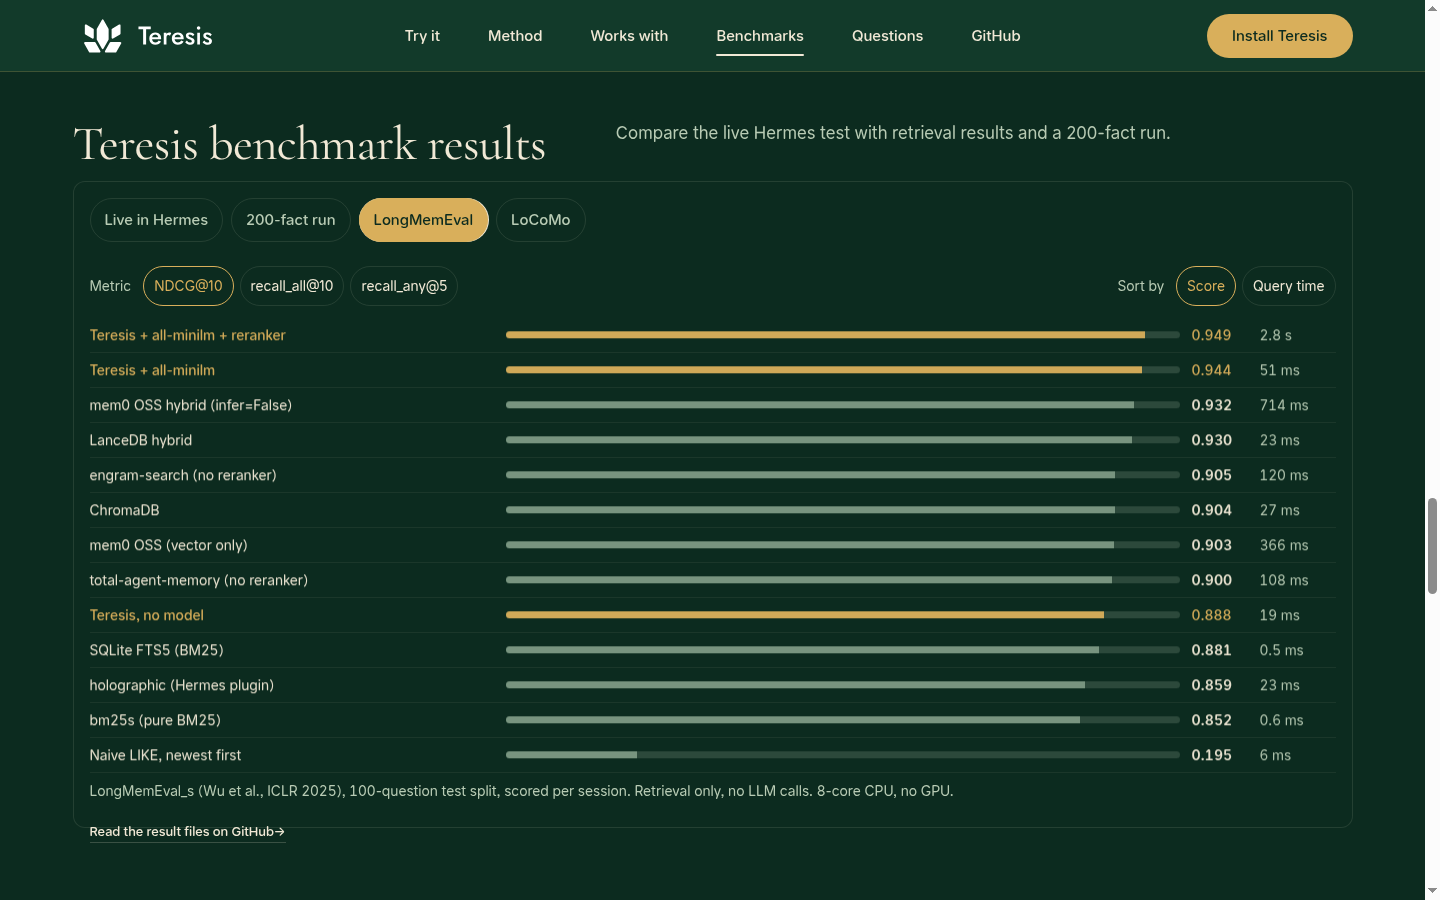 Teresis
Try it
Method
Works with
Benchmarks
Questions
GitHub
Install Teresis
Teresis benchmark results
Compare the live Hermes test with retrieval results and a 200-fact run.
Live in Hermes
200-fact run
LongMemEval
LoCoMo
Metric
NDCG@10
recall_all@10
recall_any@5
Sort by
Score
Query time
Teresis + all-minilm + reranker 0.949 2.8 s
Teresis + all-minilm 0.944 51 ms
mem0 OSS hybrid (infer=False) 0.932 714 ms
LanceDB hybrid 0.930 23 ms
engram-search (no reranker) 0.905 120 ms
ChromaDB 0.904 27 ms
mem0 OSS (vector only) 0.903 366 ms
total-agent-memory (no reranker) 0.900 108 ms
Teresis, no model 0.888 19 ms
SQLite FTS5 (BM25) 0.881 0.5 ms
holographic (Hermes plugin) 0.859 23 ms
bm25s (pure BM25) 0.852 0.6 ms
Naive LIKE, newest first 0.195 6 ms
LongMemEval_s (Wu et al., ICLR 2025), 100-question test split, scored per session. Retrieval only, no LLM calls. 8-core CPU, no GPU.
Read the result files on GitHub→